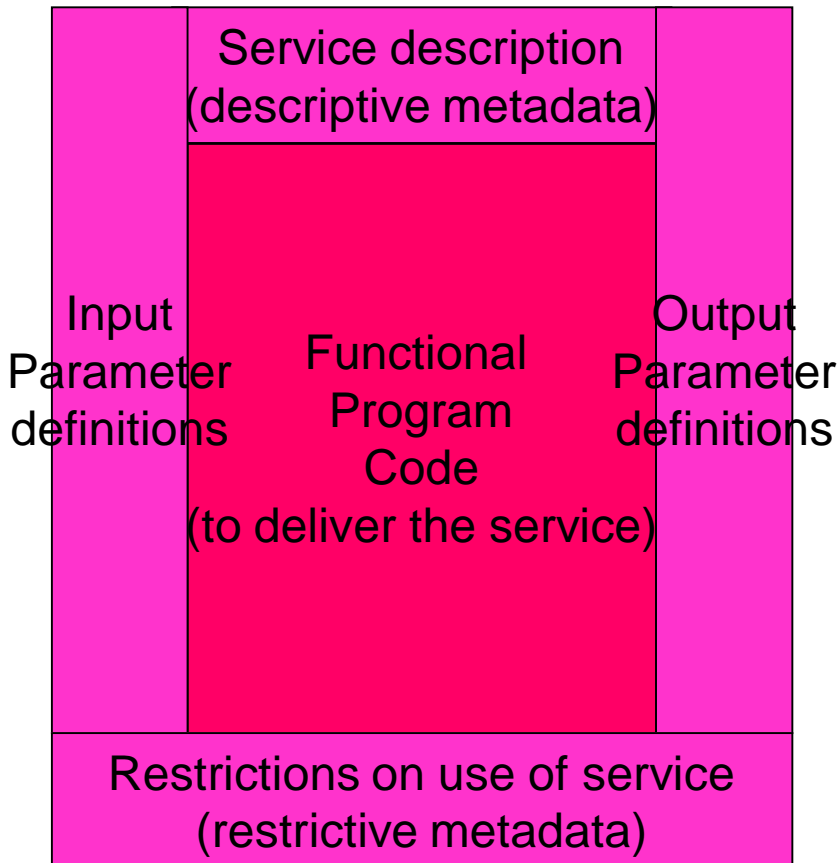 Service description
(descriptive metadata)
Input
Parameter
definitions
Functional
Program
Code
(to deliver the service)
Output
Parameter
definitions
Restrictions on use of service
(restrictive metadata)